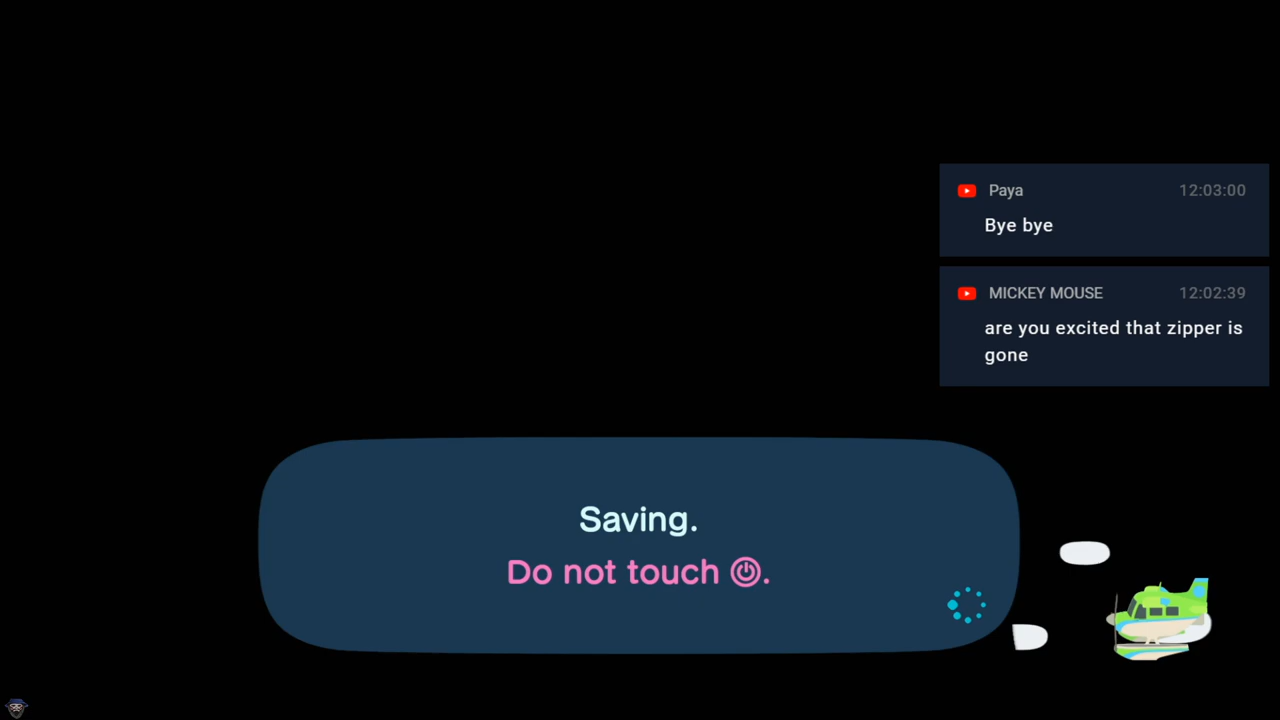 Paya 12:03:00
Bye bye
MICKEY MOUSE 12:02:39
are you excited that zipper is
gone
Saving.
Do not touch ⏻.